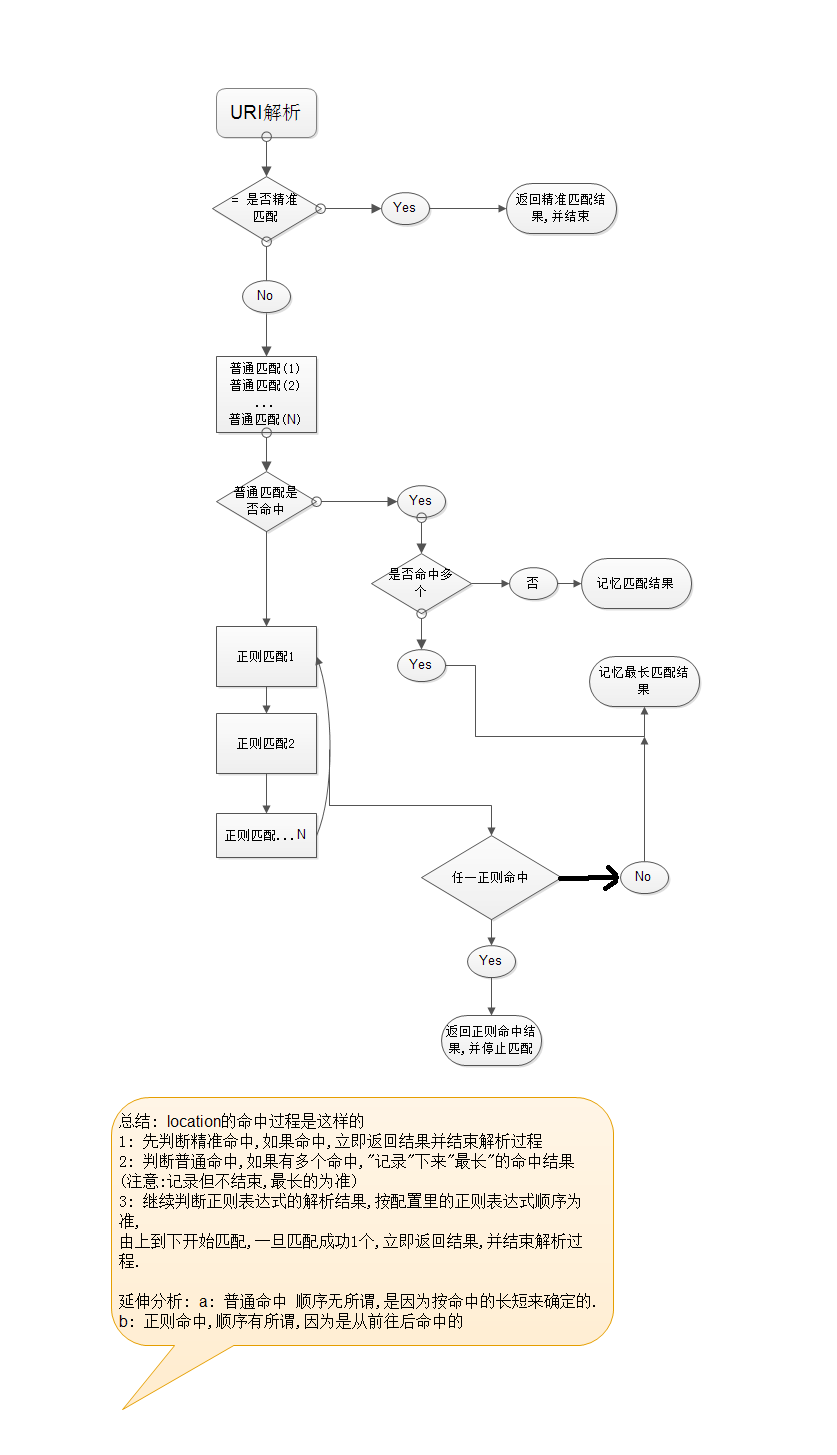 URI解析
= 是否精准
匹配
Yes
返回精准匹配结
果,并结束
No
普通匹配(1)
普通匹配(2)
...
普通匹配(N)
普通匹配是
否命中
Yes
是否命中多
个
否
记忆匹配结果
Yes
记忆最长匹配结
果
正则匹配1
正则匹配2
正则匹配...N
任一正则命中
No
Yes
返回正则命中结
果,并停止匹配
总结: location的命中过程是这样的
1: 先判断精准命中,如果命中,立即返回结果并结束解析过程
2: 判断普通命中,如果有多个命中,"记录"下来"最长"的命中结果
(注意:记录但不结束,最长的为准)
3: 继续判断正则表达式的解析结果,按配置里的正则表达式顺序为
准,
由上到下开始匹配,一旦匹配成功1个,立即返回结果,并结束解析过
程.
延伸分析: a: 普通命中 顺序无所谓,是因为按命中的长短来确定的.
b: 正则命中,顺序有所谓,因为是从前往后命中的